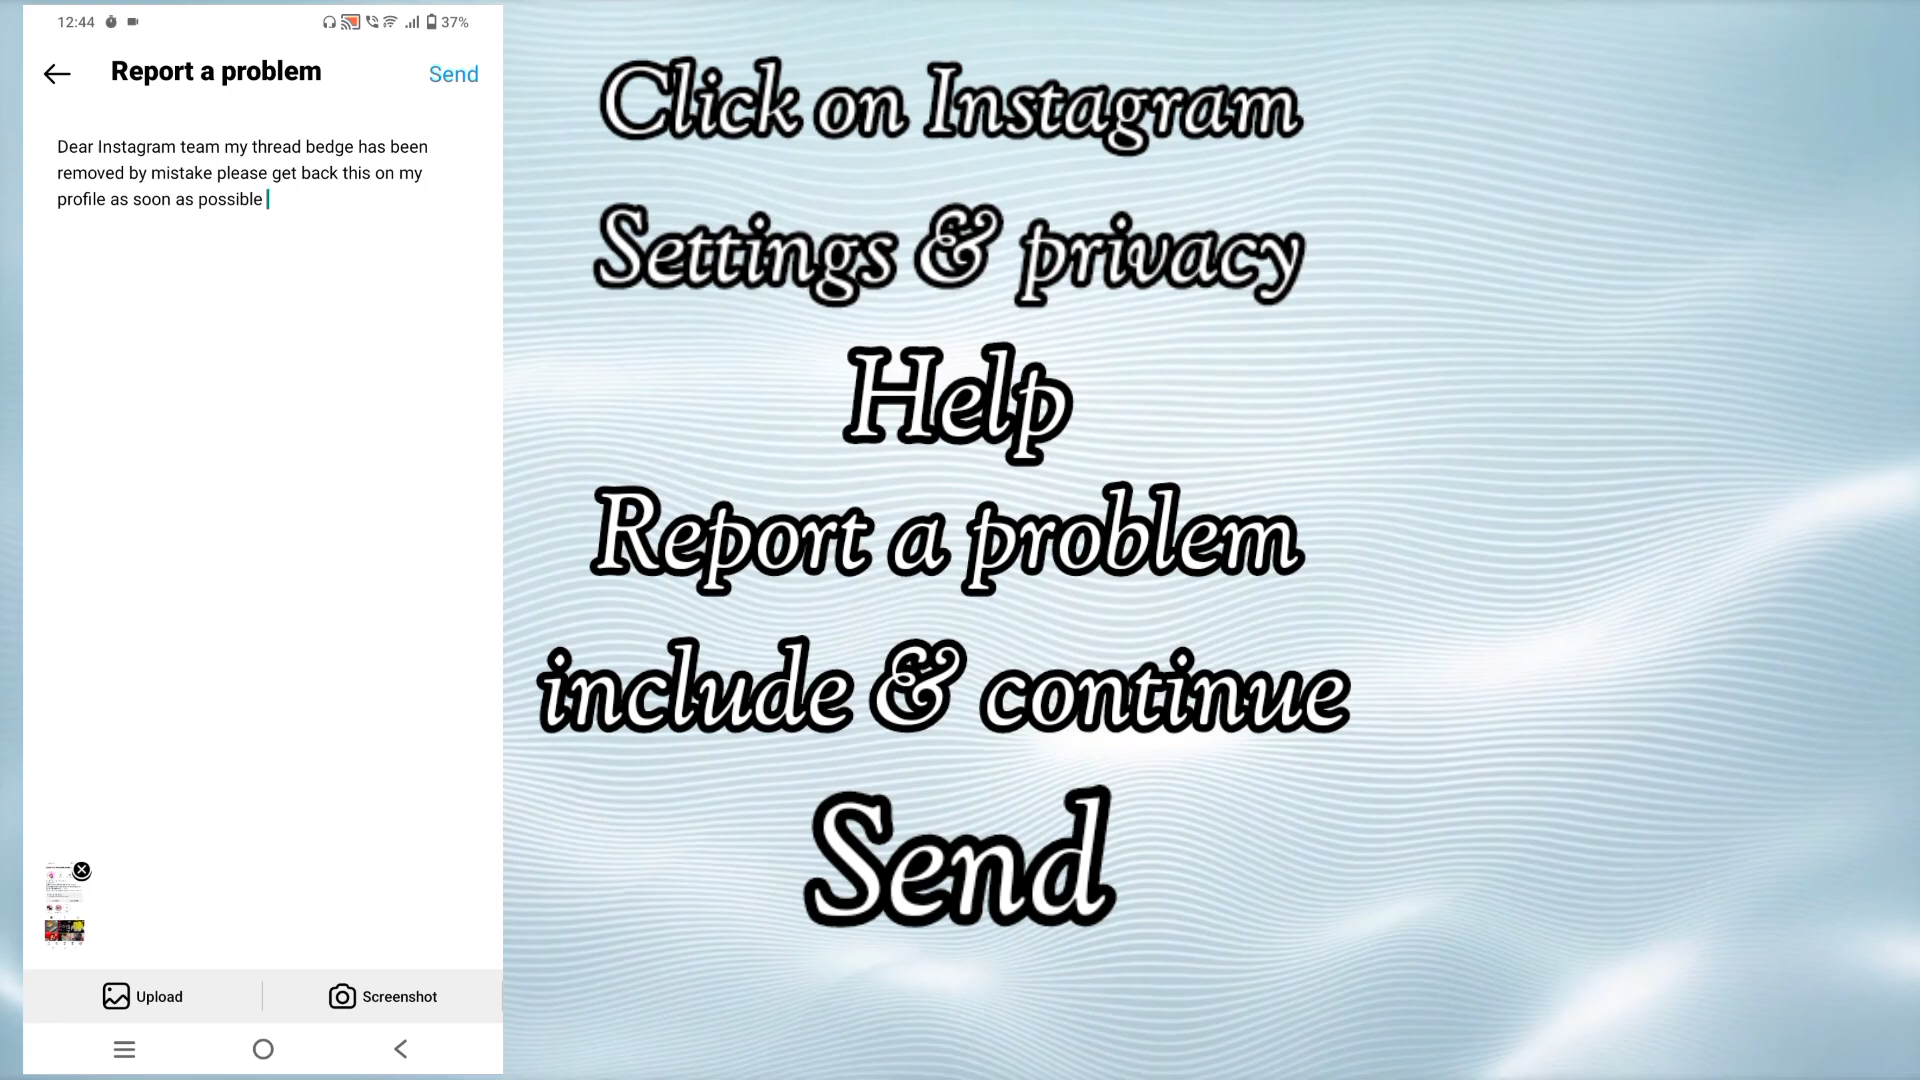 12:44
37%
Report a problem
Send
Dear Instagram team my thread bedge has been
removed by mistake please get back this on my
profile as soon as possible
Upload
Screenshot
Click on Instagram
Settings & privacy
Help
Report a problem
include & continue
Send